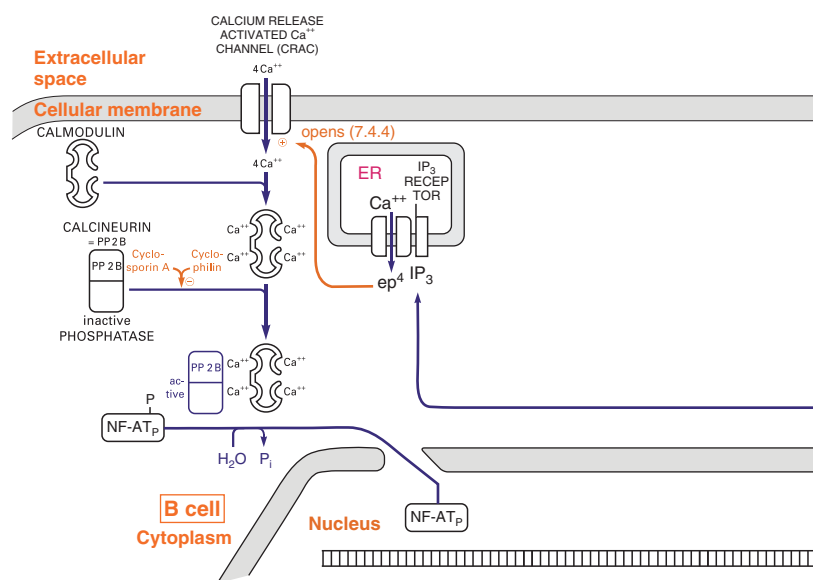 CALCIUM RELEASE
ACTIVATED Ca⁺⁺
CHANNEL (CRAC)
4 Ca⁺⁺
Extracellular
space
Cellular membrane
CALMODULIN
opens (7.4.4)
⊕
4 Ca⁺⁺
ER
IP₃
RECEP
TOR
Ca⁺⁺
CALCINEURIN
= PP 2 B
PP 2 B
Cyclo-
sporin A
Cyclo-
philin
⊖
Ca⁺⁺ Ca⁺⁺
Ca⁺⁺ Ca⁺⁺
ep⁴ IP₃
inactive
PHOSPHATASE
PP 2 B
ac-
tive
Ca⁺⁺ Ca⁺⁺
Ca⁺⁺ Ca⁺⁺
P
NF-ATP
H₂O Pᵢ
B cell
Cytoplasm
Nucleus
NF-ATP